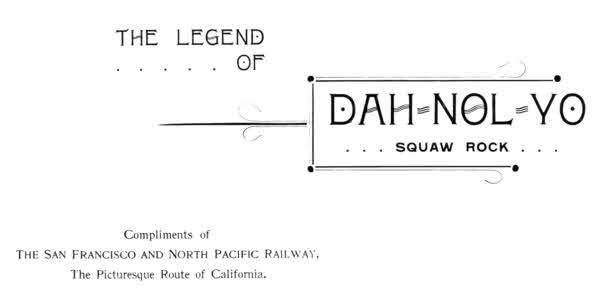 THE LEGEND
. . . . . OF
DAH-NOL-YO
. . . SQUAW ROCK . . .
Compliments of
THE SAN FRANCISCO AND NORTH PACIFIC RAILWAY,
The Picturesque Route of California.